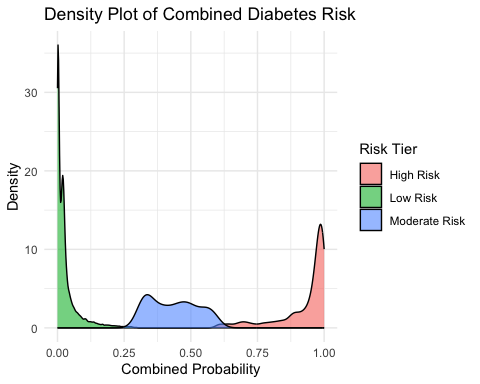 Density Plot of Combined Diabetes Risk
Density
30
20
10
0
0.00 0.25 0.50 0.75 1.00
Combined Probability
Risk Tier
High Risk
Low Risk
Moderate Risk